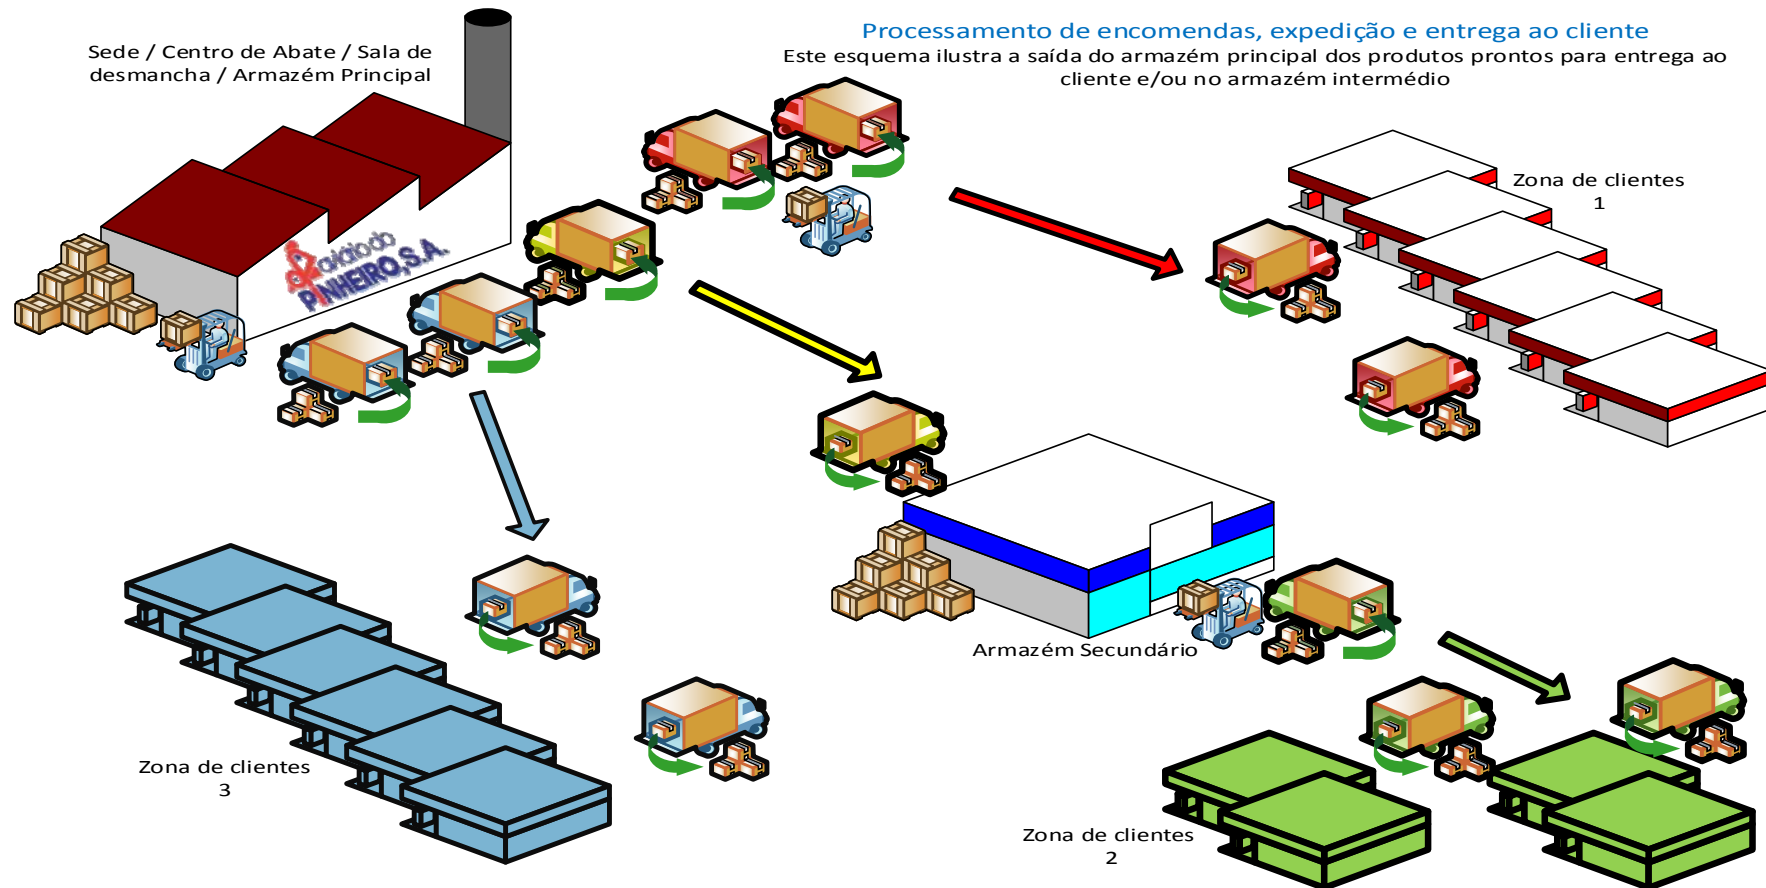 Processamento de encomendas, expedição e entrega ao cliente
Este esquema ilustra a saída do armazém principal dos produtos prontos para entrega ao
cliente e/ou no armazém intermédio
Sede / Centro de Abate / Sala de
desmancha / Armazém Principal
PINHEIRO, S.A.
Zona de clientes
1
Armazém Secundário
Zona de clientes
3
Zona de clientes
2